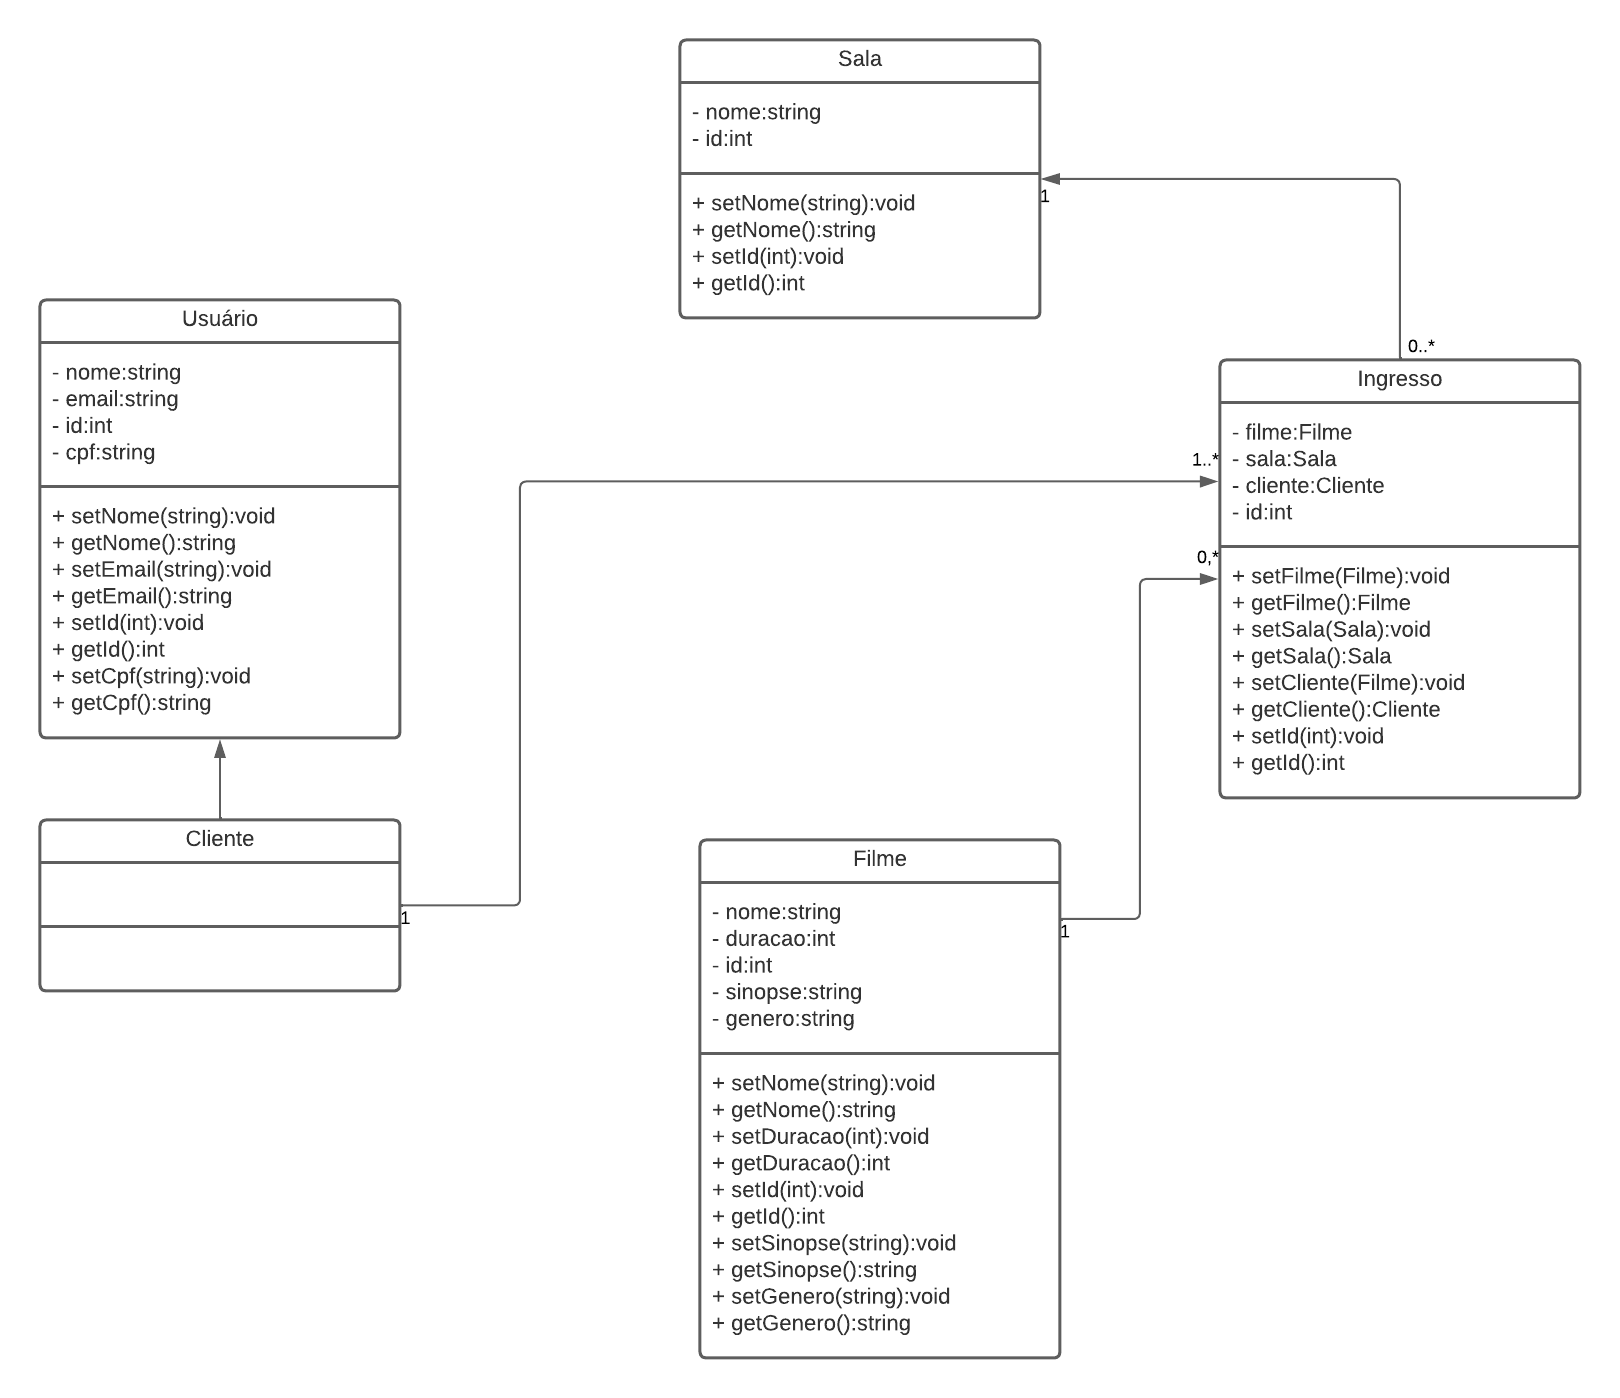 Sala
- nome:string
- id:int
+ setNome(string):void
+ getNome():string
+ setId(int):void
+ getId():int
1
0..*
Usuário
- nome:string
- email:string
- id:int
- cpf:string
+ setNome(string):void
+ getNome():string
+ setEmail(string):void
+ getEmail():string
+ setId(int):void
+ getId():int
+ setCpf(string):void
+ getCpf():string
Ingresso
- filme:Filme
- sala:Sala
- cliente:Cliente
- id:int
+ setFilme(Filme):void
+ getFilme():Filme
+ setSala(Sala):void
+ getSala():Sala
+ setCliente(Filme):void
+ getCliente():Cliente
+ setId(int):void
+ getId():int
1..*
0,*
Cliente
1
Filme
- nome:string
- duracao:int
- id:int
- sinopse:string
- genero:string
+ setNome(string):void
+ getNome():string
+ setDuracao(int):void
+ getDuracao():int
+ setId(int):void
+ getId():int
+ setSinopse(string):void
+ getSinopse():string
+ setGenero(string):void
+ getGenero():string
1